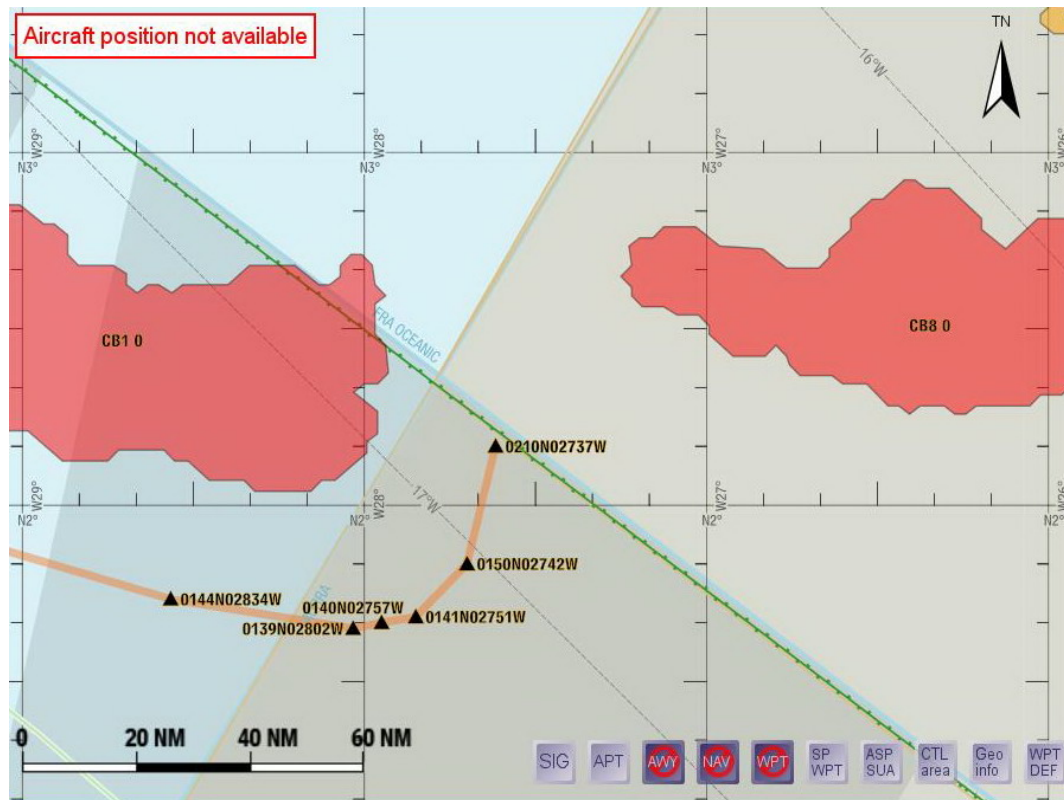 Aircraft position not available
TN
16°W
N3° W29°
W28°
N3° W27°
N3° W26°
CB1 0
CB8 0
FRA OCEANIC
0210N02737W
17°W
N2° W29°
N2° W28°
N2° W27°
N2° W26°
0150N02742W
0144N02834W
0140N02757W
0141N02751W
0139N02802W
0 20 NM 40 NM 60 NM
SIG
APT
AWY
NAV
WPT
SP
WPT
ASP
SUA
CTL
area
Geo
info
WPT
DEF